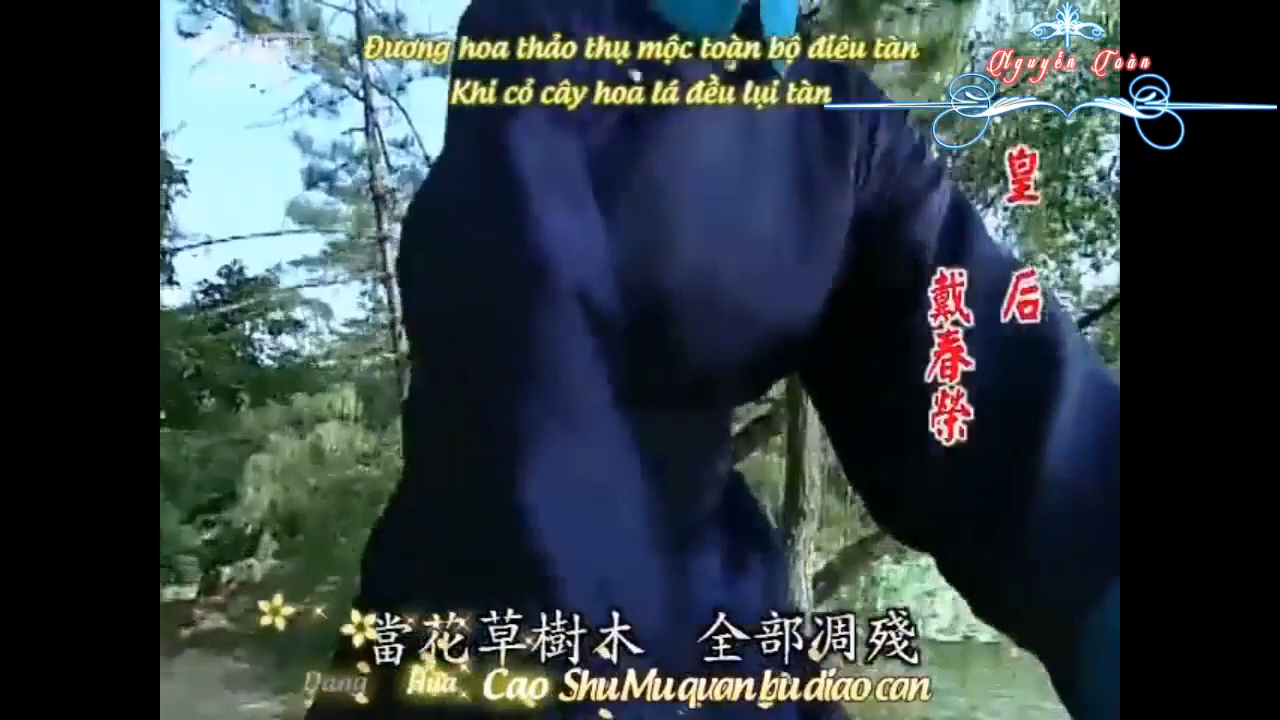 Đương hoa thảo thụ mộc toàn bộ điêu tàn
Khi cỏ cây hoa lá đều lụi tàn
Nguyễn Toàn
皇后
戴春榮
當花草樹木 全部凋殘
Dang Hua Cao Shu Mu quan bu diao can